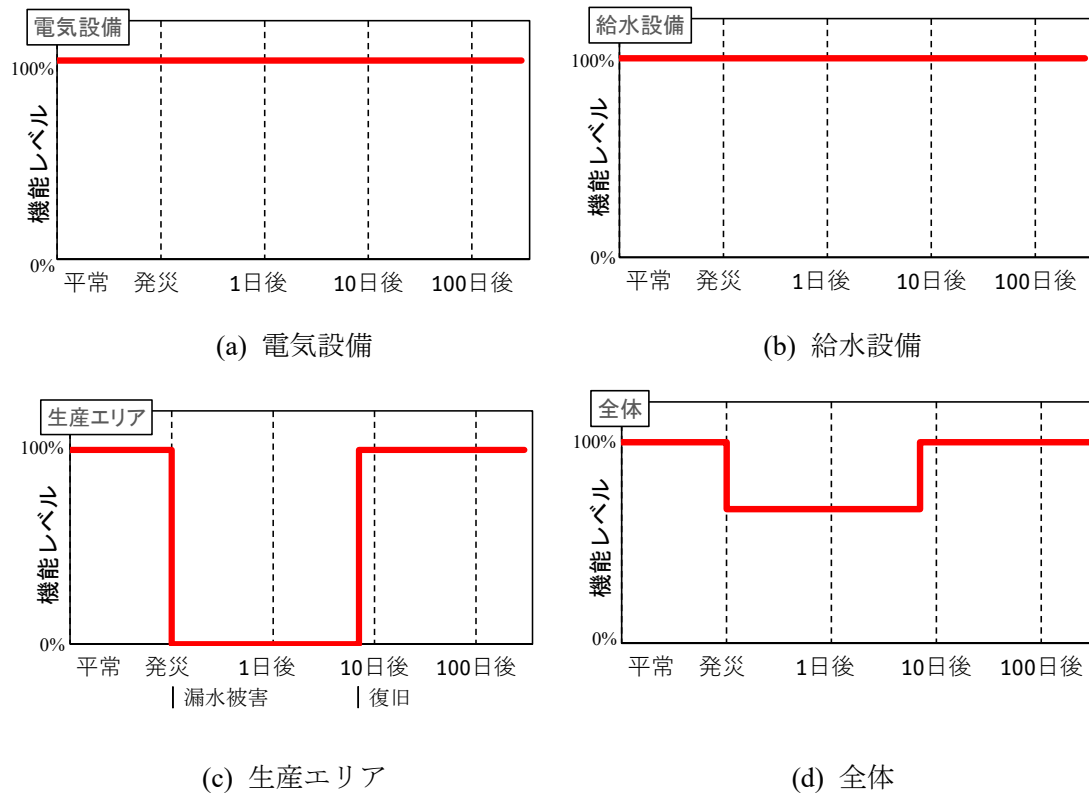 電気設備
100%
機能レベル
0%
平常 発災 1日後 10日後 100日後
(a) 電気設備
給水設備
100%
機能レベル
0%
平常 発災 1日後 10日後 100日後
(b) 給水設備
生産エリア
100%
機能レベル
0%
平常 発災 1日後 10日後 100日後
漏水被害 復旧
(c) 生産エリア
全体
100%
機能レベル
0%
平常 発災 1日後 10日後 100日後
(d) 全体